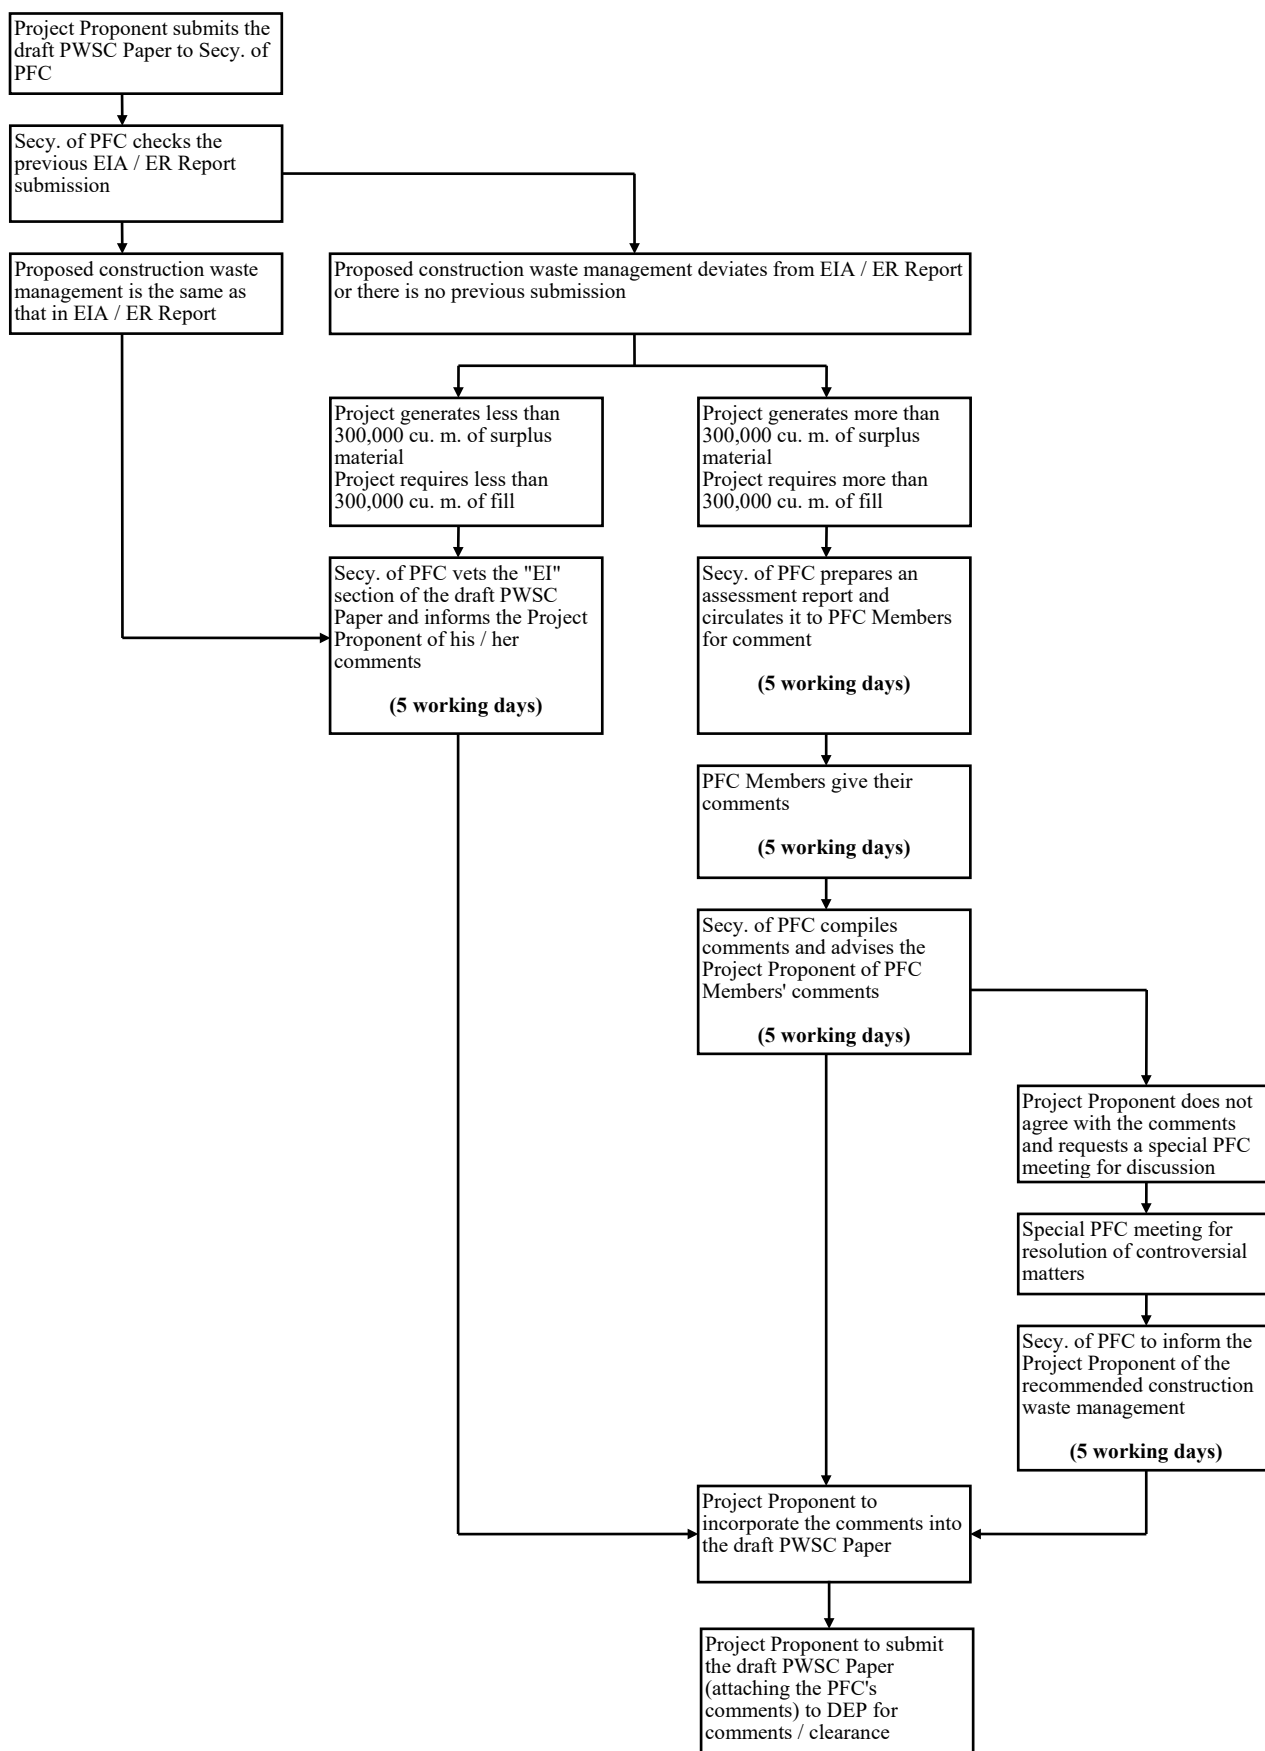 Project Proponent submits the
draft PWSC Paper to Secy. of
PFC
Secy. of PFC checks the
previous EIA / ER Report
submission
Proposed construction waste
management is the same as
that in EIA / ER Report
Proposed construction waste management deviates from EIA / ER Report
or there is no previous submission
Project generates less than
300,000 cu. m. of surplus
material
Project requires less than
300,000 cu. m. of fill
Project generates more than
300,000 cu. m. of surplus
material
Project requires more than
300,000 cu. m. of fill
Secy. of PFC vets the "EI"
section of the draft PWSC
Paper and informs the Project
Proponent of his / her
comments
(5 working days)
Secy. of PFC prepares an
assessment report and
circulates it to PFC Members
for comment
(5 working days)
PFC Members give their
comments
(5 working days)
Secy. of PFC compiles
comments and advises the
Project Proponent of PFC
Members' comments
(5 working days)
Project Proponent does not
agree with the comments
and requests a special PFC
meeting for discussion
Special PFC meeting for
resolution of controversial
matters
Secy. of PFC to inform the
Project Proponent of the
recommended construction
waste management
(5 working days)
Project Proponent to
incorporate the comments into
the draft PWSC Paper
Project Proponent to submit
the draft PWSC Paper
(attaching the PFC's
comments) to DEP for
comments / clearance